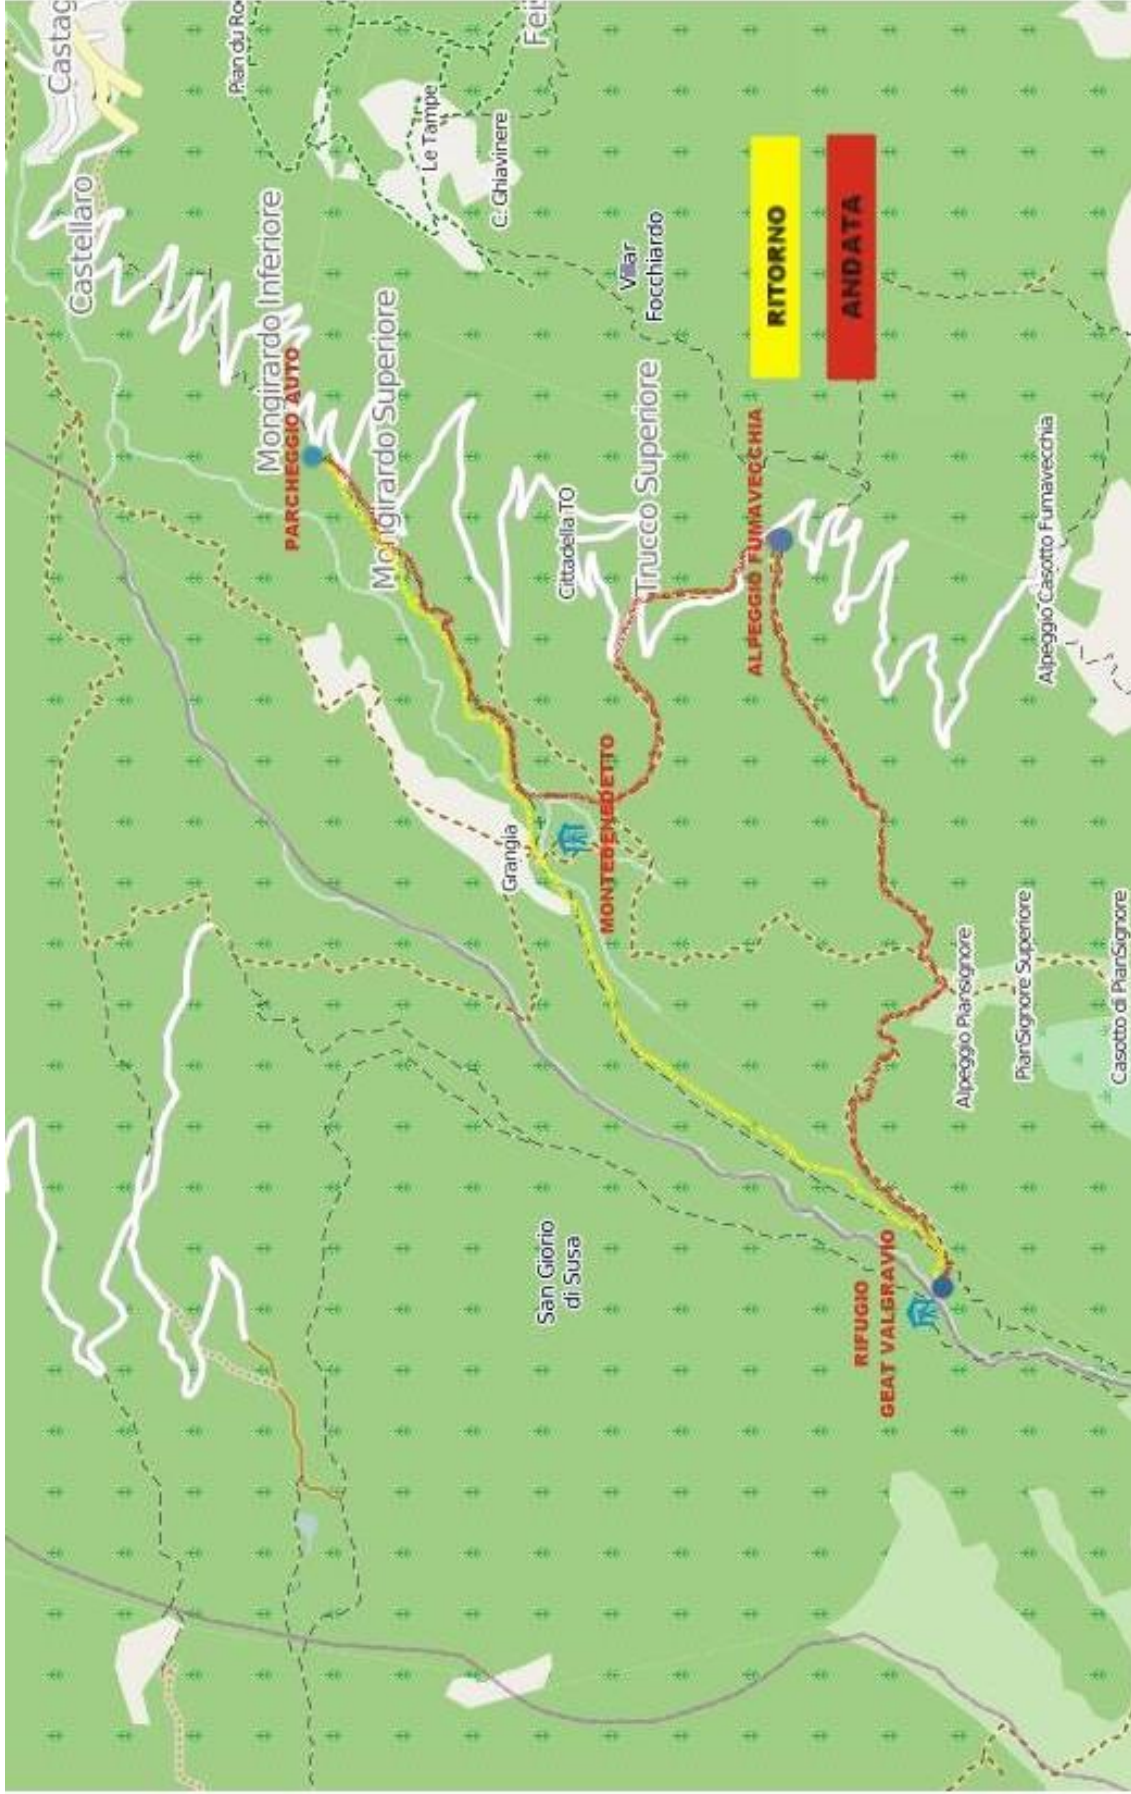 Castag
Castellaro
Pian du Ro
Le Tampe
C. Ghiavinere
Mongirardo Inferiore
PARCHEGGIO AUTO
Mongirardo Superiore
Villar
Focchiardo
RITORNO
ANDATA
Cittadella TO
Trucco Superiore
ALPEGGIO FUMAVECCHIA
Alpeggio Casotto Fumavecchia
Grangia
MONTEBENEDETTO
Alpeggio Piansignore
PianSignore Superiore
Casotto di PianSignore
San Giorio
di Susa
RIFUGIO
GEAT VALGRAVIO